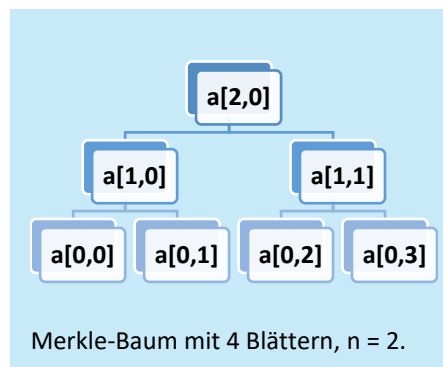 a[2,0]
a[1,0] a[1,1]
a[0,0] a[0,1] a[0,2] a[0,3]
Merkle-Baum mit 4 Blättern, n = 2.